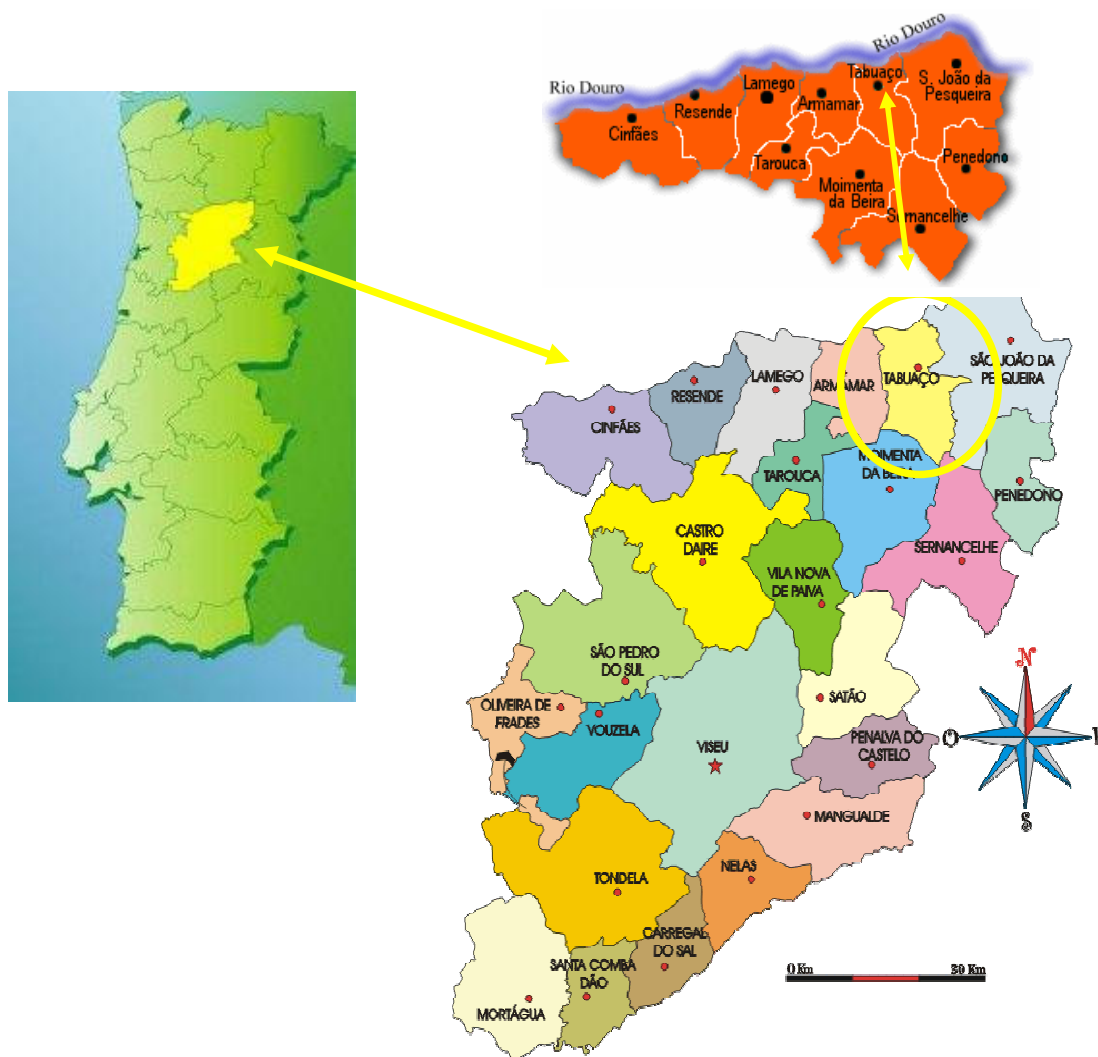 Rio Douro
Rio Douro
Tabuaço
Lamego
S. João da
Pesqueira
Resende
Armamar
Cinfães
Tarouca
Penedono
Moimenta
da Beira
Sernancelhe
LAMEGO
ARMAMAR
TABUAÇO
SÃO JOÃO DA
PESQUEIRA
RESENDE
CINFÃES
TAROUCA
MOIMENTA
DA BEIRA
PENEDONO
CASTRO
DAIRE
SERNANCELHE
VILA NOVA
DE PAIVA
SÃO PEDRO
DO SUL
OLIVEIRA DE
FRADES
SATÃO
VOUZELA
VISEU
PENALVA DO
CASTELO
N
O
S
MANGUALDE
NELAS
TONDELA
CARREGAL
DO SAL
SANTA COMBA
DÃO
MORTÁGUA
0 Km
30 Km